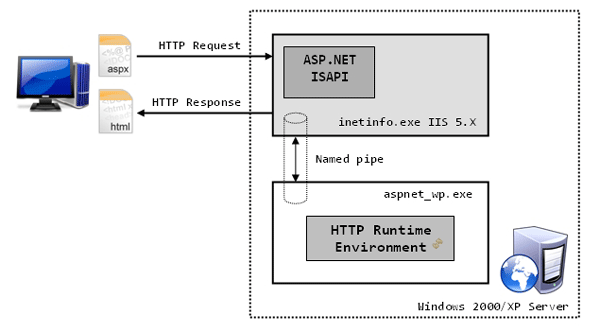 HTTP Request
aspx
HTTP Response
html
ASP.NET
ISAPI
inetinfo.exe IIS 5.X
Named pipe
aspnet_wp.exe
HTTP Runtime
Environment
Windows 2000/XP Server